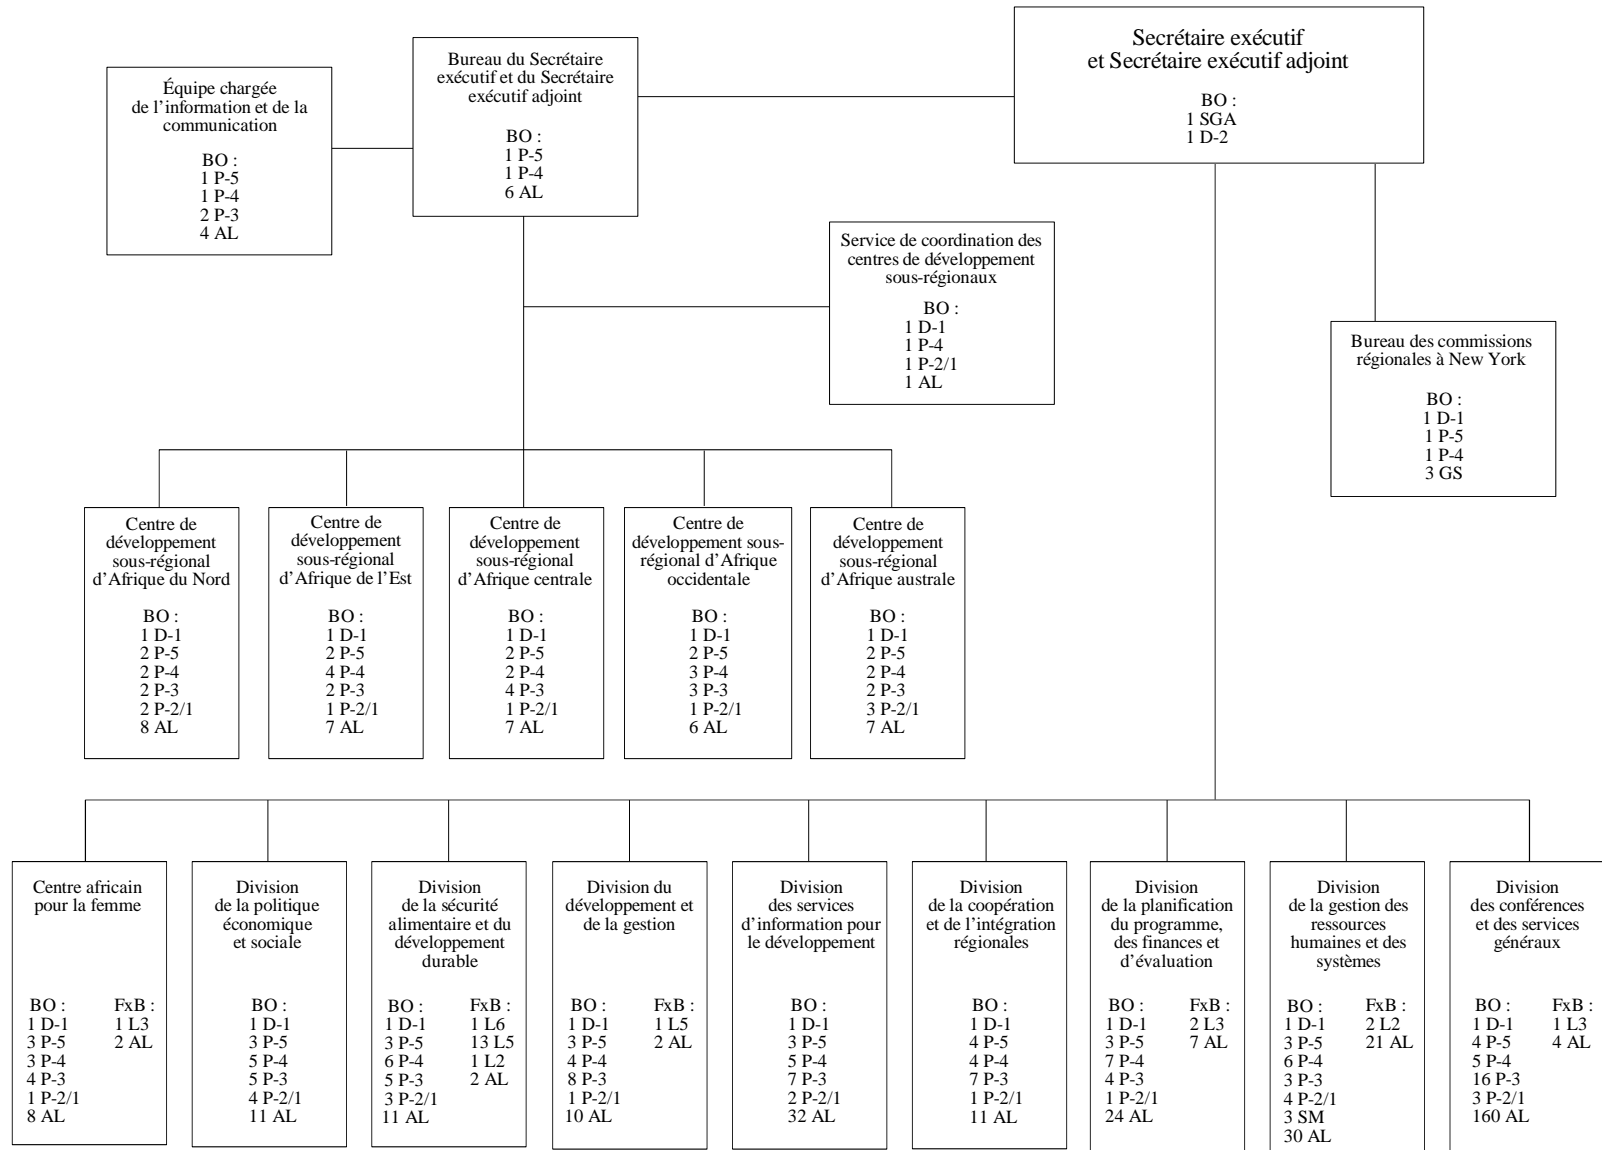 Secrétaire exécutif
et Secrétaire exécutif adjoint
BO :
1 SGA
1 D-2
Bureau du Secrétaire
exécutif et du Secrétaire
exécutif adjoint
BO :
1 P-5
1 P-4
6 AL
Équipe chargée
de l’information et de la
communication
BO :
1 P-5
1 P-4
2 P-3
4 AL
Service de coordination des
centres de développement
sous-régionaux
BO :
1 D-1
1 P-4
1 P-2/1
1 AL
Bureau des commissions
régionales à New York
BO :
1 D-1
1 P-5
1 P-4
3 GS
Centre de
développement
sous-régional
d’Afrique du Nord
BO :
1 D-1
2 P-5
2 P-4
2 P-3
2 P-2/1
8 AL
Centre de
développement
sous-régional
d’Afrique de l’Est
BO :
1 D-1
2 P-5
4 P-4
2 P-3
1 P-2/1
7 AL
Centre de
développement
sous-régional
d’Afrique centrale
BO :
1 D-1
2 P-5
2 P-4
4 P-3
1 P-2/1
7 AL
Centre de
développement sous-
régional d’Afrique
occidentale
BO :
1 D-1
2 P-5
3 P-4
3 P-3
1 P-2/1
6 AL
Centre de
développement
sous-régional
d’Afrique australe
BO :
1 D-1
2 P-5
2 P-4
2 P-3
3 P-2/1
7 AL
Centre africain
pour la femme
BO :
1 D-1
3 P-5
3 P-4
4 P-3
1 P-2/1
8 AL
FxB :
1 L3
2 AL
Division
de la politique
économique
et sociale
BO :
1 D-1
3 P-5
5 P-4
5 P-3
4 P-2/1
11 AL
Division
de la sécurité
alimentaire et du
développement
durable
BO :
1 D-1
3 P-5
6 P-4
5 P-3
3 P-2/1
11 AL
FxB :
1 L6
13 L5
1 L2
2 AL
Division du
développement et
de la gestion
BO :
1 D-1
3 P-5
4 P-4
8 P-3
1 P-2/1
10 AL
FxB :
1 L5
2 AL
Division
des services
d’information pour
le développement
BO :
1 D-1
3 P-5
5 P-4
7 P-3
2 P-2/1
32 AL
Division
de la coopération
et de l’intégration
régionales
BO :
1 D-1
4 P-5
4 P-4
7 P-3
1 P-2/1
11 AL
Division
de la planification
du programme,
des finances et
d’évaluation
BO :
1 D-1
3 P-5
7 P-4
4 P-3
1 P-2/1
24 AL
FxB :
2 L3
7 AL
Division
de la gestion des
ressources
humaines et des
systèmes
BO :
1 D-1
3 P-5
6 P-4
3 P-3
4 P-2/1
3 SM
30 AL
FxB :
2 L2
21 AL
Division
des conférences
et des services
généraux
BO :
1 D-1
4 P-5
5 P-4
16 P-3
3 P-2/1
160 AL
FxB :
1 L3
4 AL